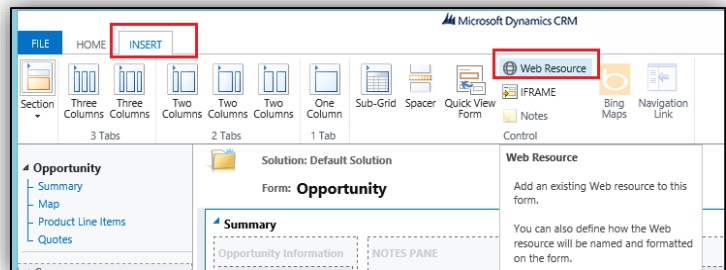 Microsoft Dynamics CRM
FILE HOME INSERT
Section
Three Columns
Three Columns
Two Columns
Two Columns
Two Columns
One Column
Sub-Grid
Spacer
Quick View Form
Web Resource
IFRAME
Notes
Bing Maps
Navigation Link
3 Tabs
2 Tabs
1 Tab
Control
Opportunity
Summary
Map
Product Line Items
Quotes
Solution: Default Solution
Form: Opportunity
Summary
Opportunity Information
NOTES PANE
Web Resource
Add an existing Web resource to this
form.
You can also define how the Web
resource will be named and formatted
on the form.